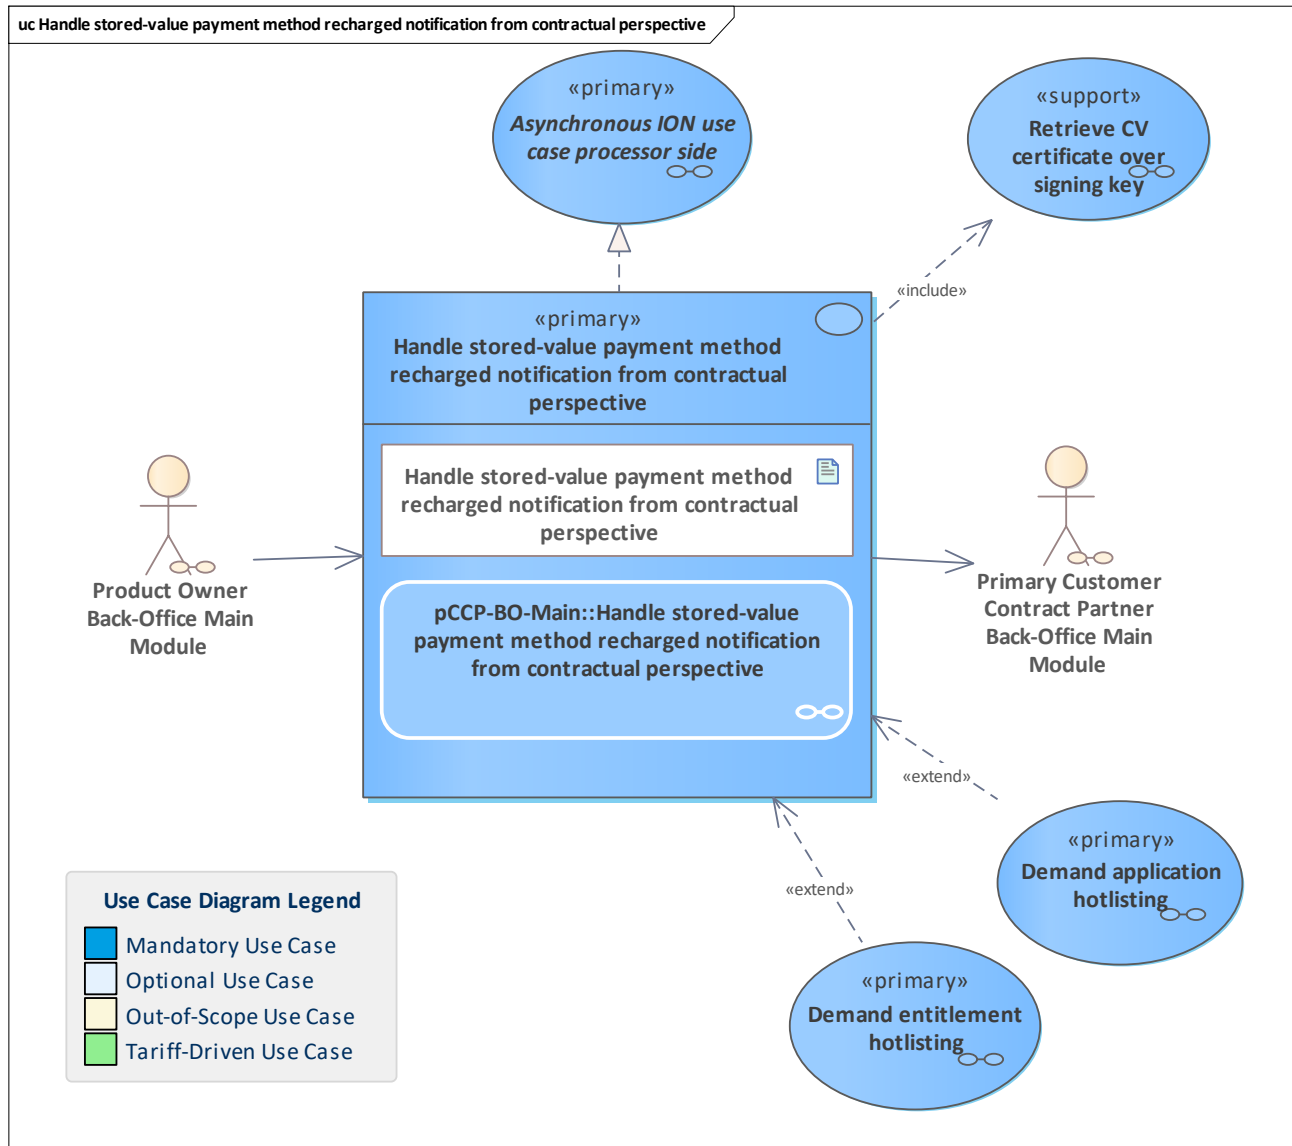 uc Handle stored-value payment method recharged notification from contractual perspective
«primary»
Asynchronous ION use
case processor side
«support»
Retrieve CV
certificate over
signing key
«include»
«primary»
Handle stored-value payment method
recharged notification from contractual
perspective
Handle stored-value payment method
recharged notification from contractual
perspective
pCCP-BO-Main::Handle stored-value
payment method recharged notification
from contractual perspective
Product Owner
Back-Office Main
Module
Primary Customer
Contract Partner
Back-Office Main
Module
«extend»
«extend»
«primary»
Demand application
hotlisting
«primary»
Demand entitlement
hotlisting
Use Case Diagram Legend
Mandatory Use Case
Optional Use Case
Out-of-Scope Use Case
Tariff-Driven Use Case